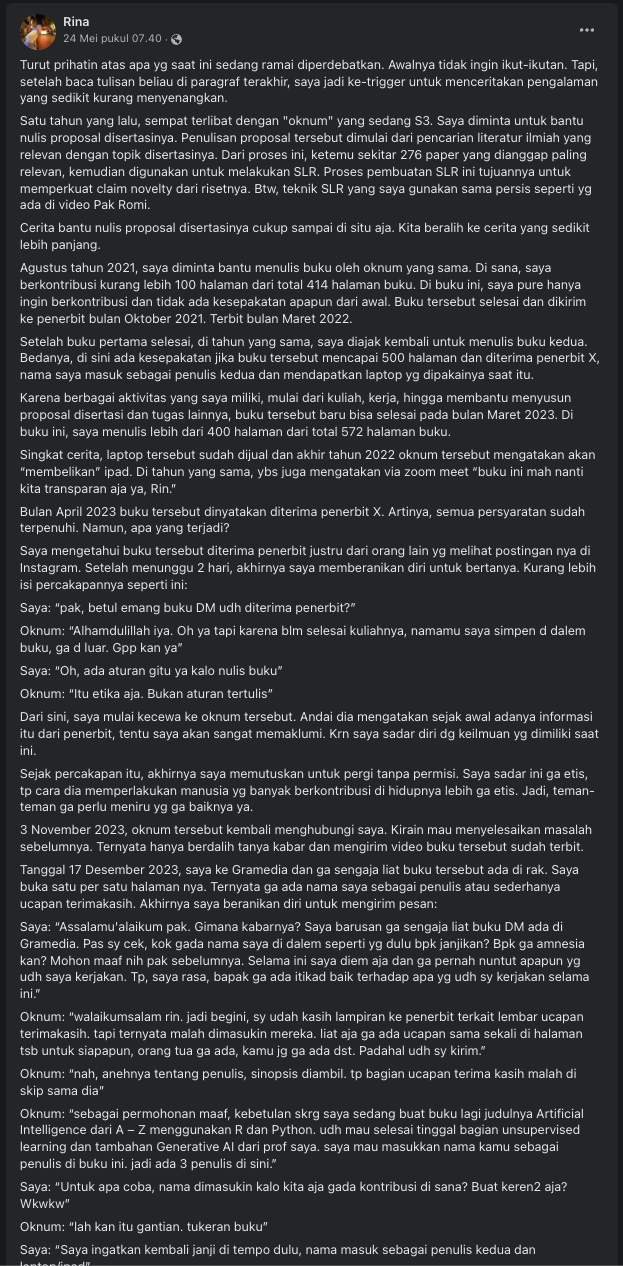 Rina
24 Mei pukul 07.40 ·
Turut prihatin atas apa yg saat ini sedang ramai diperdebatkan. Awalnya tidak ingin ikut-ikutan. Tapi,
setelah baca tulisan beliau di paragraf terakhir, saya jadi ke-trigger untuk menceritakan pengalaman
yang sedikit kurang menyenangkan.
Satu tahun yang lalu, sempat terlibat dengan "oknum" yang sedang S3. Saya diminta untuk bantu
nulis proposal disertasinya. Penulisan proposal tersebut dimulai dari pencarian literatur ilmiah yang
relevan dengan topik disertasinya. Dari proses ini, ketemu sekitar 276 paper yang dianggap paling
relevan, kemudian digunakan untuk melakukan SLR. Proses pembuatan SLR ini tujuannya untuk
memperkuat claim novelty dari risetnya. Btw, teknik SLR yang saya gunakan sama persis seperti yg
ada di video Pak Romi.
Cerita bantu nulis proposal disertasinya cukup sampai di situ aja. Kita beralih ke cerita yang sedikit
lebih panjang.
Agustus tahun 2021, saya diminta bantu menulis buku oleh oknum yang sama. Di sana, saya
berkontribusi kurang lebih 100 halaman dari total 414 halaman buku. Di buku ini, saya pure hanya
ingin berkontribusi dan tidak ada kesepakatan apapun dari awal. Buku tersebut selesai dan dikirim
ke penerbit bulan Oktober 2021. Terbit bulan Maret 2022.
Setelah buku pertama selesai, di tahun yang sama, saya diajak kembali untuk menulis buku kedua.
Bedanya, di sini ada kesepakatan jika buku tersebut mencapai 500 halaman dan diterima penerbit X,
nama saya masuk sebagai penulis kedua dan mendapatkan laptop yg dipakainya saat itu.
Karena berbagai aktivitas yang saya miliki, mulai dari kuliah, kerja, hingga membantu menyusun
proposal disertasi dan tugas lainnya, buku tersebut baru bisa selesai pada bulan Maret 2023. Di
buku ini, saya menulis lebih dari 400 halaman dari total 572 halaman buku.
Singkat cerita, laptop tersebut sudah dijual dan akhir tahun 2022 oknum tersebut mengatakan akan
“membelikan” ipad. Di tahun yang sama, ybs juga mengatakan via zoom meet “buku ini mah nanti
kita transparan aja ya, Rin.”
Bulan April 2023 buku tersebut dinyatakan diterima penerbit X. Artinya, semua persyaratan sudah
terpenuhi. Namun, apa yang terjadi?
Saya mengetahui buku tersebut diterima penerbit justru dari orang lain yg melihat postingan nya di
Instagram. Setelah menunggu 2 hari, akhirnya saya memberanikan diri untuk bertanya. Kurang lebih
isi percakapannya seperti ini:
Saya: “pak, betul emang buku DM udh diterima penerbit?”
Oknum: “Alhamdulillah iya. Oh ya tapi karena blm selesai kuliahnya, namamu saya simpen d dalem
buku, ga d luar. Gpp kan ya”
Saya: “Oh, ada aturan gitu ya kalo nulis buku”
Oknum: “Itu etika aja. Bukan aturan tertulis”
Dari sini, saya mulai kecewa ke oknum tersebut. Andai dia mengatakan sejak awal adanya informasi
itu dari penerbit, tentu saya akan sangat memaklumi. Krn saya sadar diri dg keilmuan yg dimiliki saat
ini.
Sejak percakapan itu, akhirnya saya memutuskan untuk pergi tanpa permisi. Saya sadar ini ga etis,
tp cara dia memperlakukan manusia yg banyak berkontribusi di hidupnya lebih ga etis. Jadi, teman-
teman ga perlu meniru yg ga baiknya ya.
3 November 2023, oknum tersebut kembali menghubungi saya. Kirain mau menyelesaikan masalah
sebelumnya. Ternyata hanya berdalih tanya kabar dan mengirim video buku tersebut sudah terbit.
Tanggal 17 Desember 2023, saya ke Gramedia dan ga sengaja liat buku tersebut ada di rak. Saya
buka satu per satu halaman nya. Ternyata ga ada nama saya sebagai penulis atau sederhananya
ucapan terimakasih. Akhirnya saya beranikan diri untuk mengirim pesan:
Saya: “Assalamu'alaikum pak. Gimana kabarnya? Saya barusan ga sengaja liat buku DM ada di
Gramedia. Pas sy cek, kok gada nama saya di dalem seperti yg dulu bpk janjikan? Bpk ga amnesia
kan? Mohon maaf nih pak sebelumnya. Selama ini saya diem aja dan ga pernah nuntut apapun yg
udh saya kerjakan. Tp, saya rasa, bapak ga ada itikad baik terhadap apa yg udh sy kerjakan selama
ini.”
Oknum: “walaikumsalam rin. jadi begini, sy udah kasih lampiran ke penerbit terkait lembar ucapan
terimakasih. tapi ternyata malah dimasukin mereka. liat aja ga ada ucapan sama sekali di halaman
tsb untuk siapapun, orang tua ga ada, kamu jg ga ada dst. Padahal udh sy kirim.”
Oknum: “nah, anehnya tentang penulis, sinopsis diambil. tp bagian ucapan terima kasih malah di
skip sama dia”
Oknum: “sebagai permohonan maaf, kebetulan skrg saya sedang buat buku lagi judulnya Artificial
Intelligence dari A – Z menggunakan R dan Python. udh mau selesai tinggal bagian unsupervised
learning dan tambahan Generative AI dari prof saya. saya mau masukkan nama kamu sebagai
penulis di buku ini. jadi ada 3 penulis di sini.”
Saya: “Untuk apa coba, nama dimasukin kalo kita aja gada kontribusi di sana? Buat keren2 aja?
Wkwkw”
Oknum: “lah kan itu gantian. tukeran buku”
Saya: “Saya ingatkan kembali janji di tempo dulu, nama masuk sebagai penulis kedua dan
laptop/ipad”